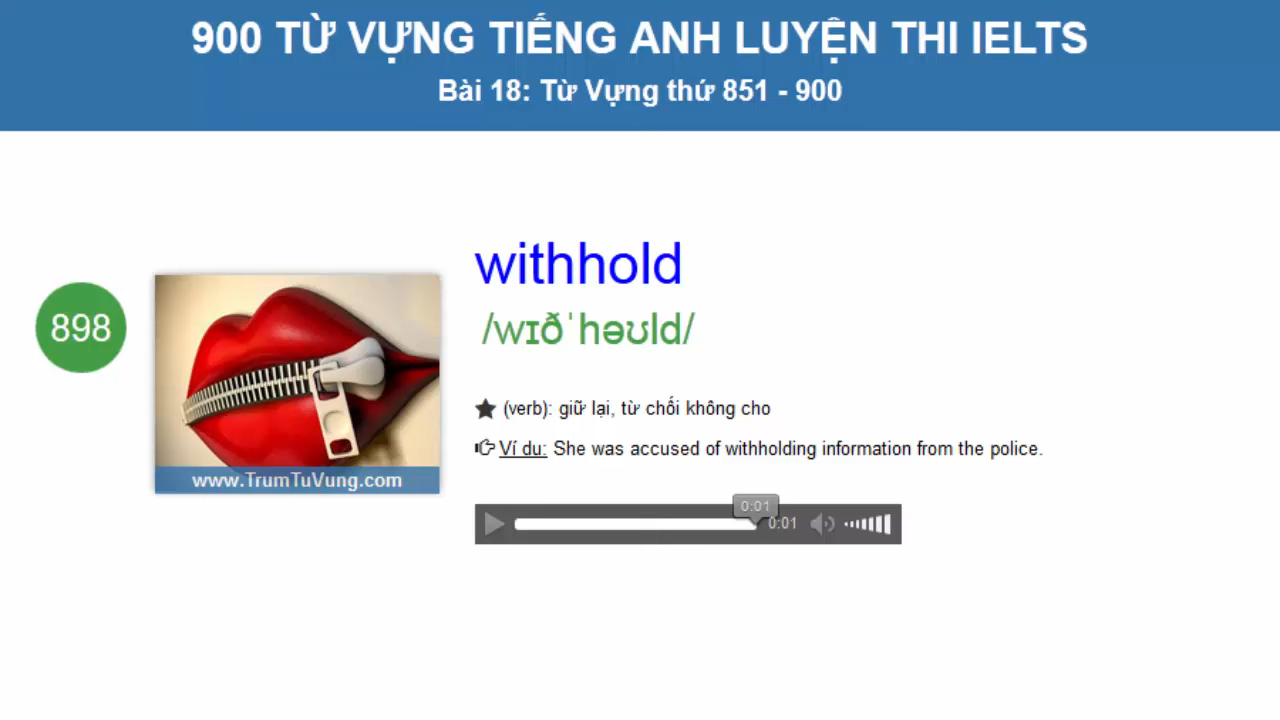 900 TỪ VỰNG TIẾNG ANH LUYỆN THI IELTS
Bài 18: Từ Vựng thứ 851 - 900
898
www.TrumTuVung.com
withhold
/wɪðˈhəʊld/
(verb): giữ lại, từ chối không cho
Ví du: She was accused of withholding information from the police.
0:01
0:01